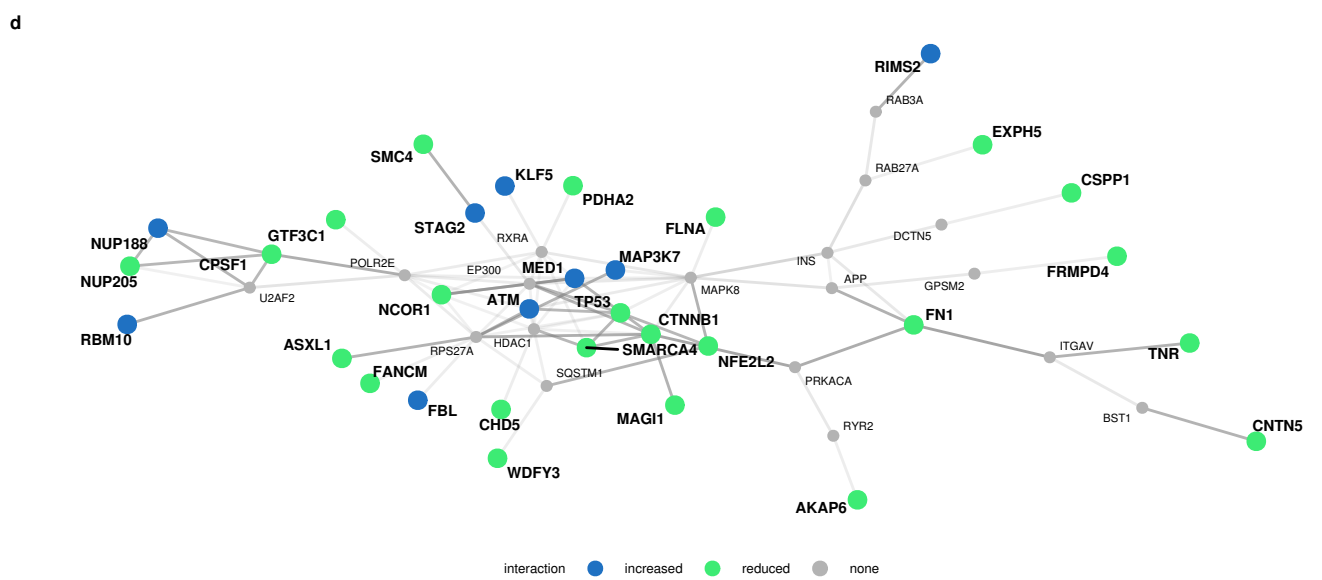 d
RIMS2
RAB3A
EXPH5
SMC4
RAB27A
KLF5
CSPP1
PDHA2
STAG2
FLNA
DCTN5
GTF3C1
RXRA
NUP188
MAP3K7
INS
CPSF1
POLR2E
EP300
MED1
FRMPD4
NUP205
APP
GPSM2
MAPK8
U2AF2
NCOR1
ATM
TP53
FN1
CTNNB1
RBM10
ASXL1
HDAC1
RPS27A
SMARCA4
ITGAV
TNR
NFE2L2
FANCM
SQSTM1
PRKACA
FBL
BST1
MAGI1
CHD5
CNTN5
RYR2
WDFY3
AKAP6
interaction increased reduced none